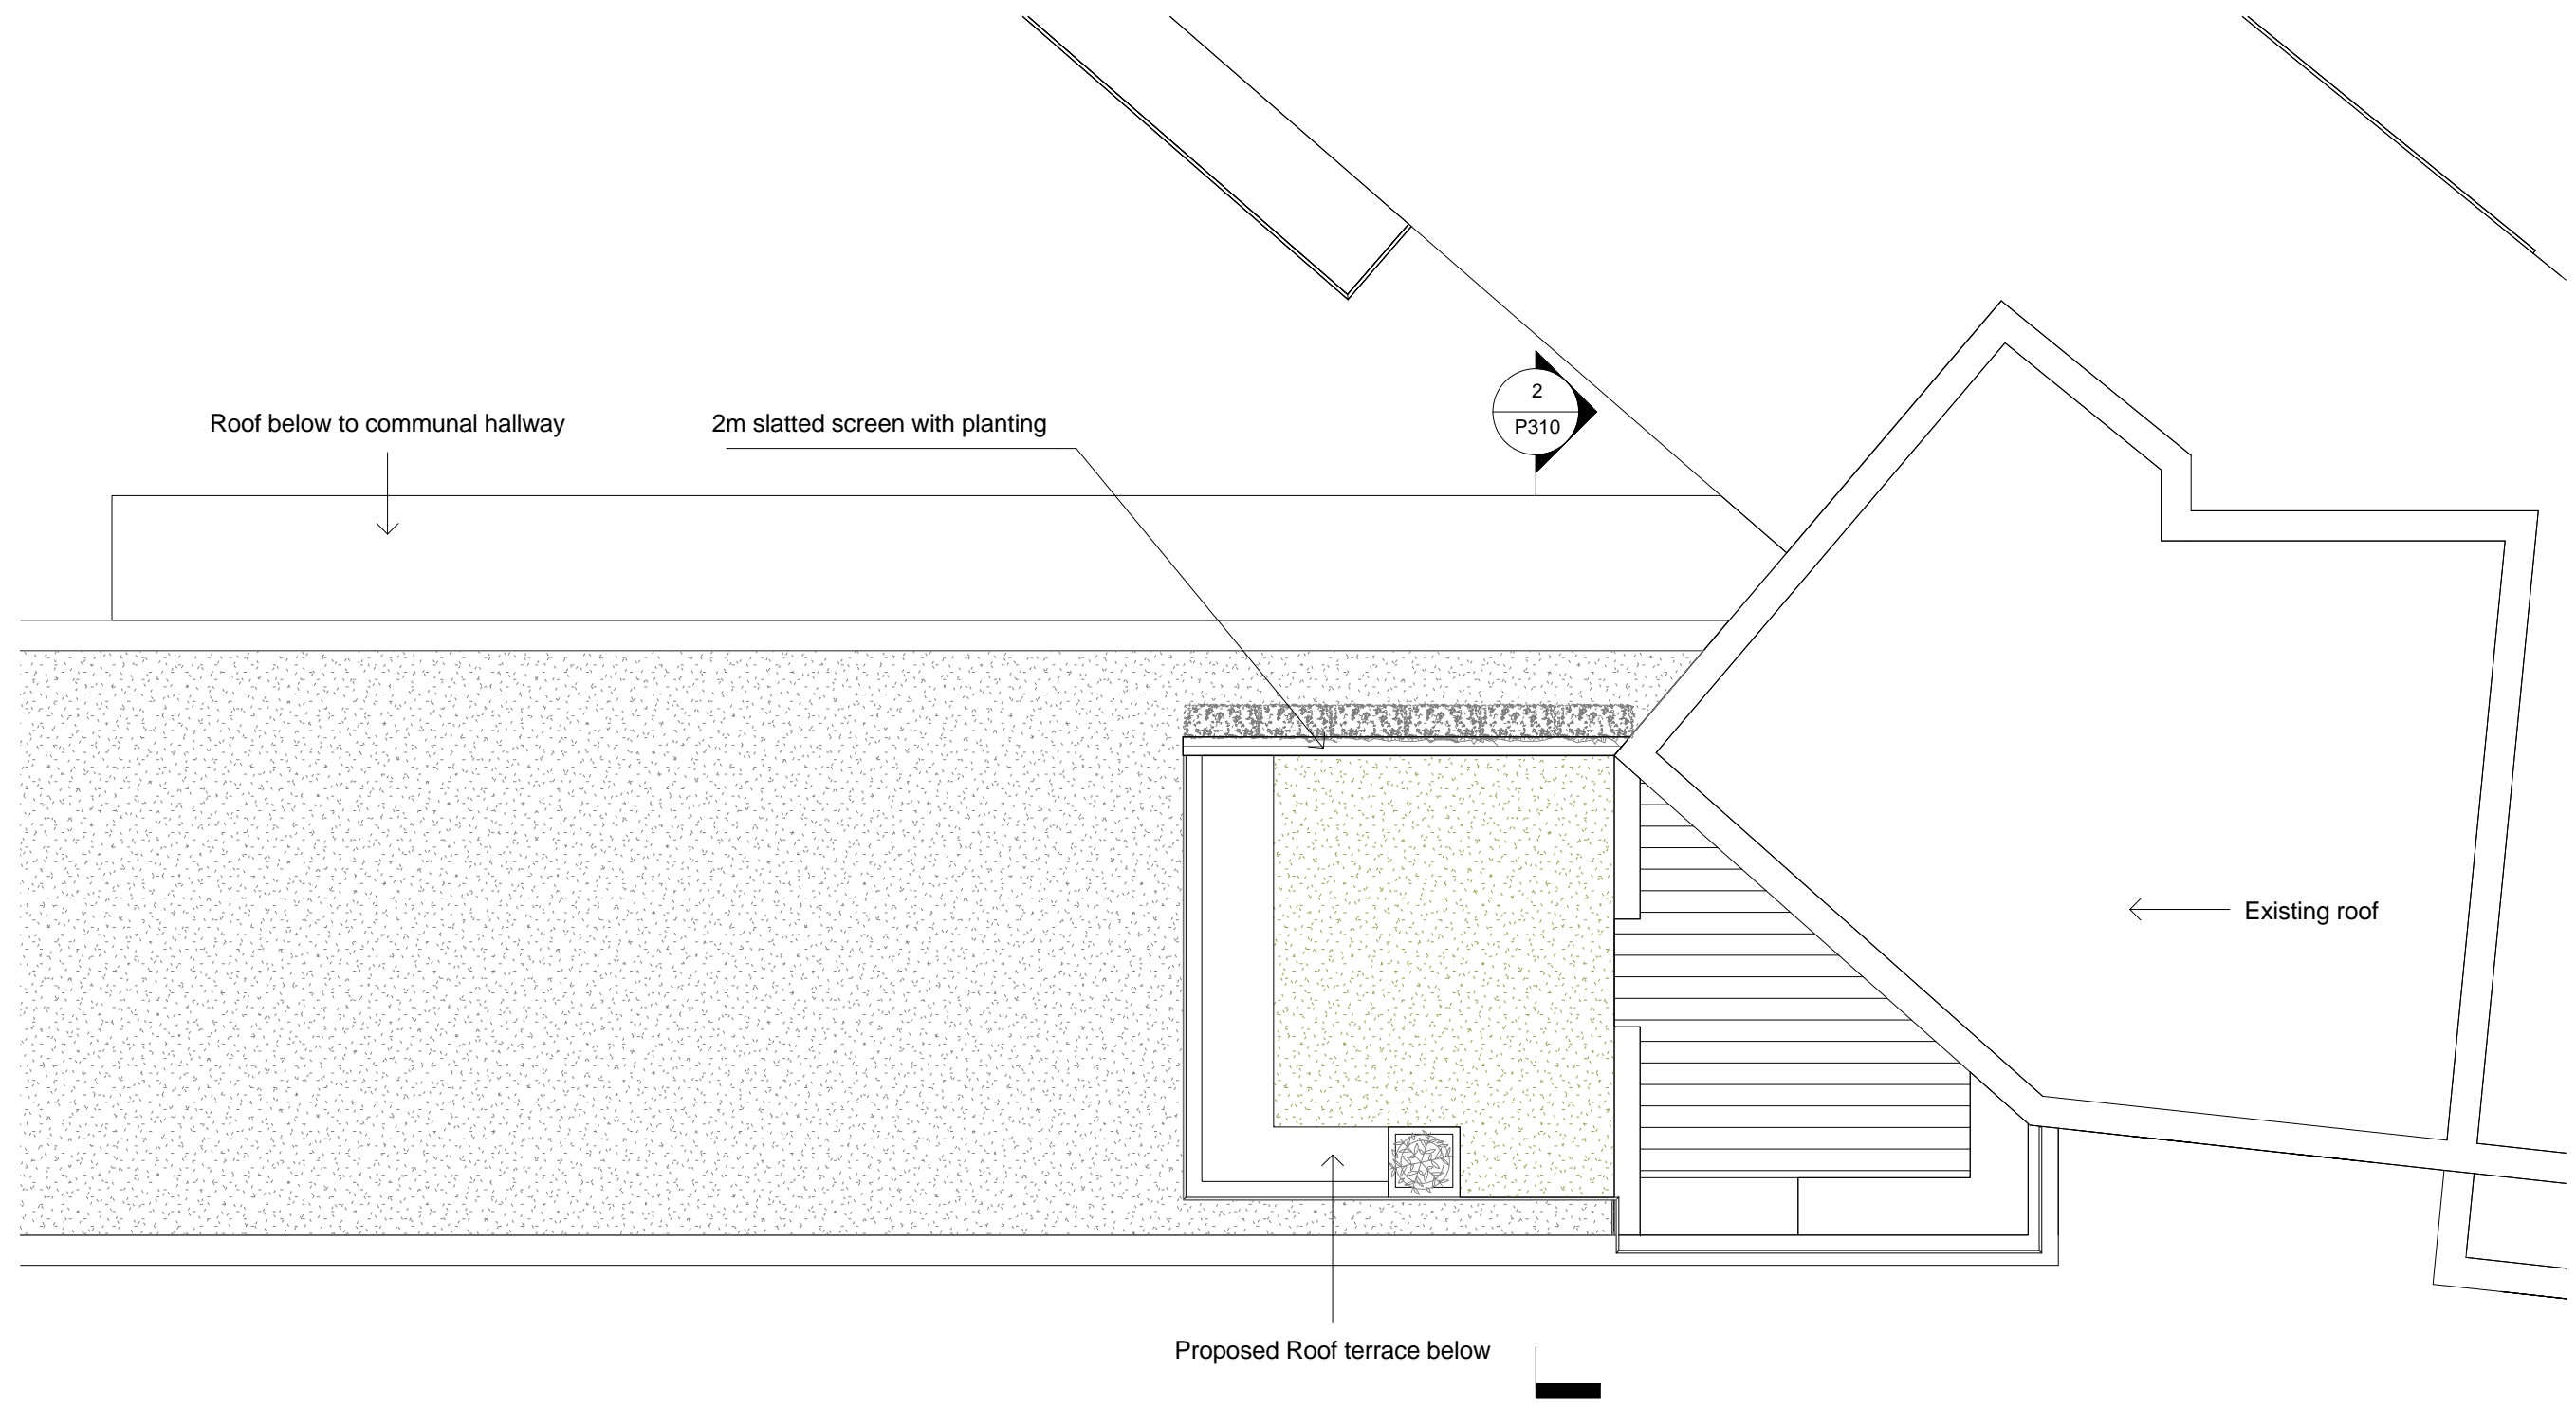 2
P310
Roof below to communal hallway
2m slatted screen with planting
Existing roof
Proposed Roof terrace below